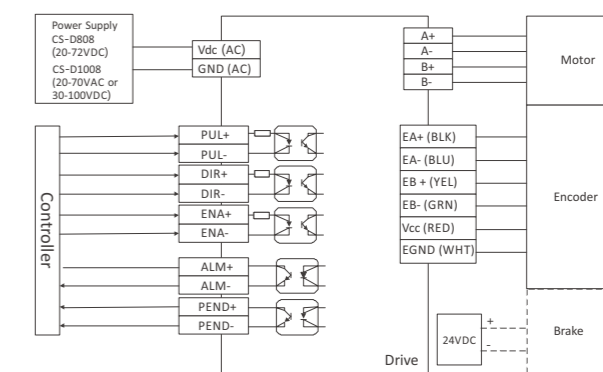 Power Supply
CS-D808
(20-72VDC)
CS-D1008
(20-70VAC or
30-100VDC)
Vdc (AC)
GND (AC)
A+
A-
B+
B-
Motor
Controller
PUL+
PUL-
DIR+
DIR-
ENA+
ENA-
ALM+
ALM-
PEND+
PEND-
EA+ (BLK)
EA- (BLU)
EB + (YEL)
EB- (GRN)
Vcc (RED)
EGND (WHT)
Encoder
24VDC
+
-
Brake
Drive